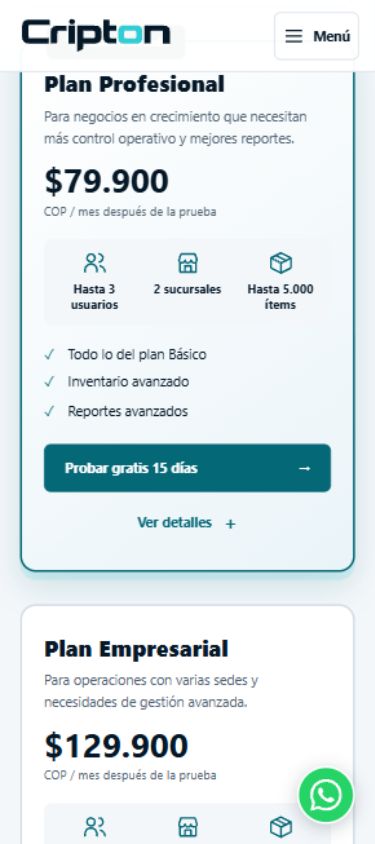 Cripton
Menú
Plan Profesional
Para negocios en crecimiento que necesitan
más control operativo y mejores reportes.
$79.900
COP / mes después de la prueba
Hasta 3
usuarios
2 sucursales
Hasta 5.000
ítems
✓ Todo lo del plan Básico
✓ Inventario avanzado
✓ Reportes avanzados
Probar gratis 15 días →
Ver detalles +
Plan Empresarial
Para operaciones con varias sedes y
necesidades de gestión avanzada.
$129.900
COP / mes después de la prueba